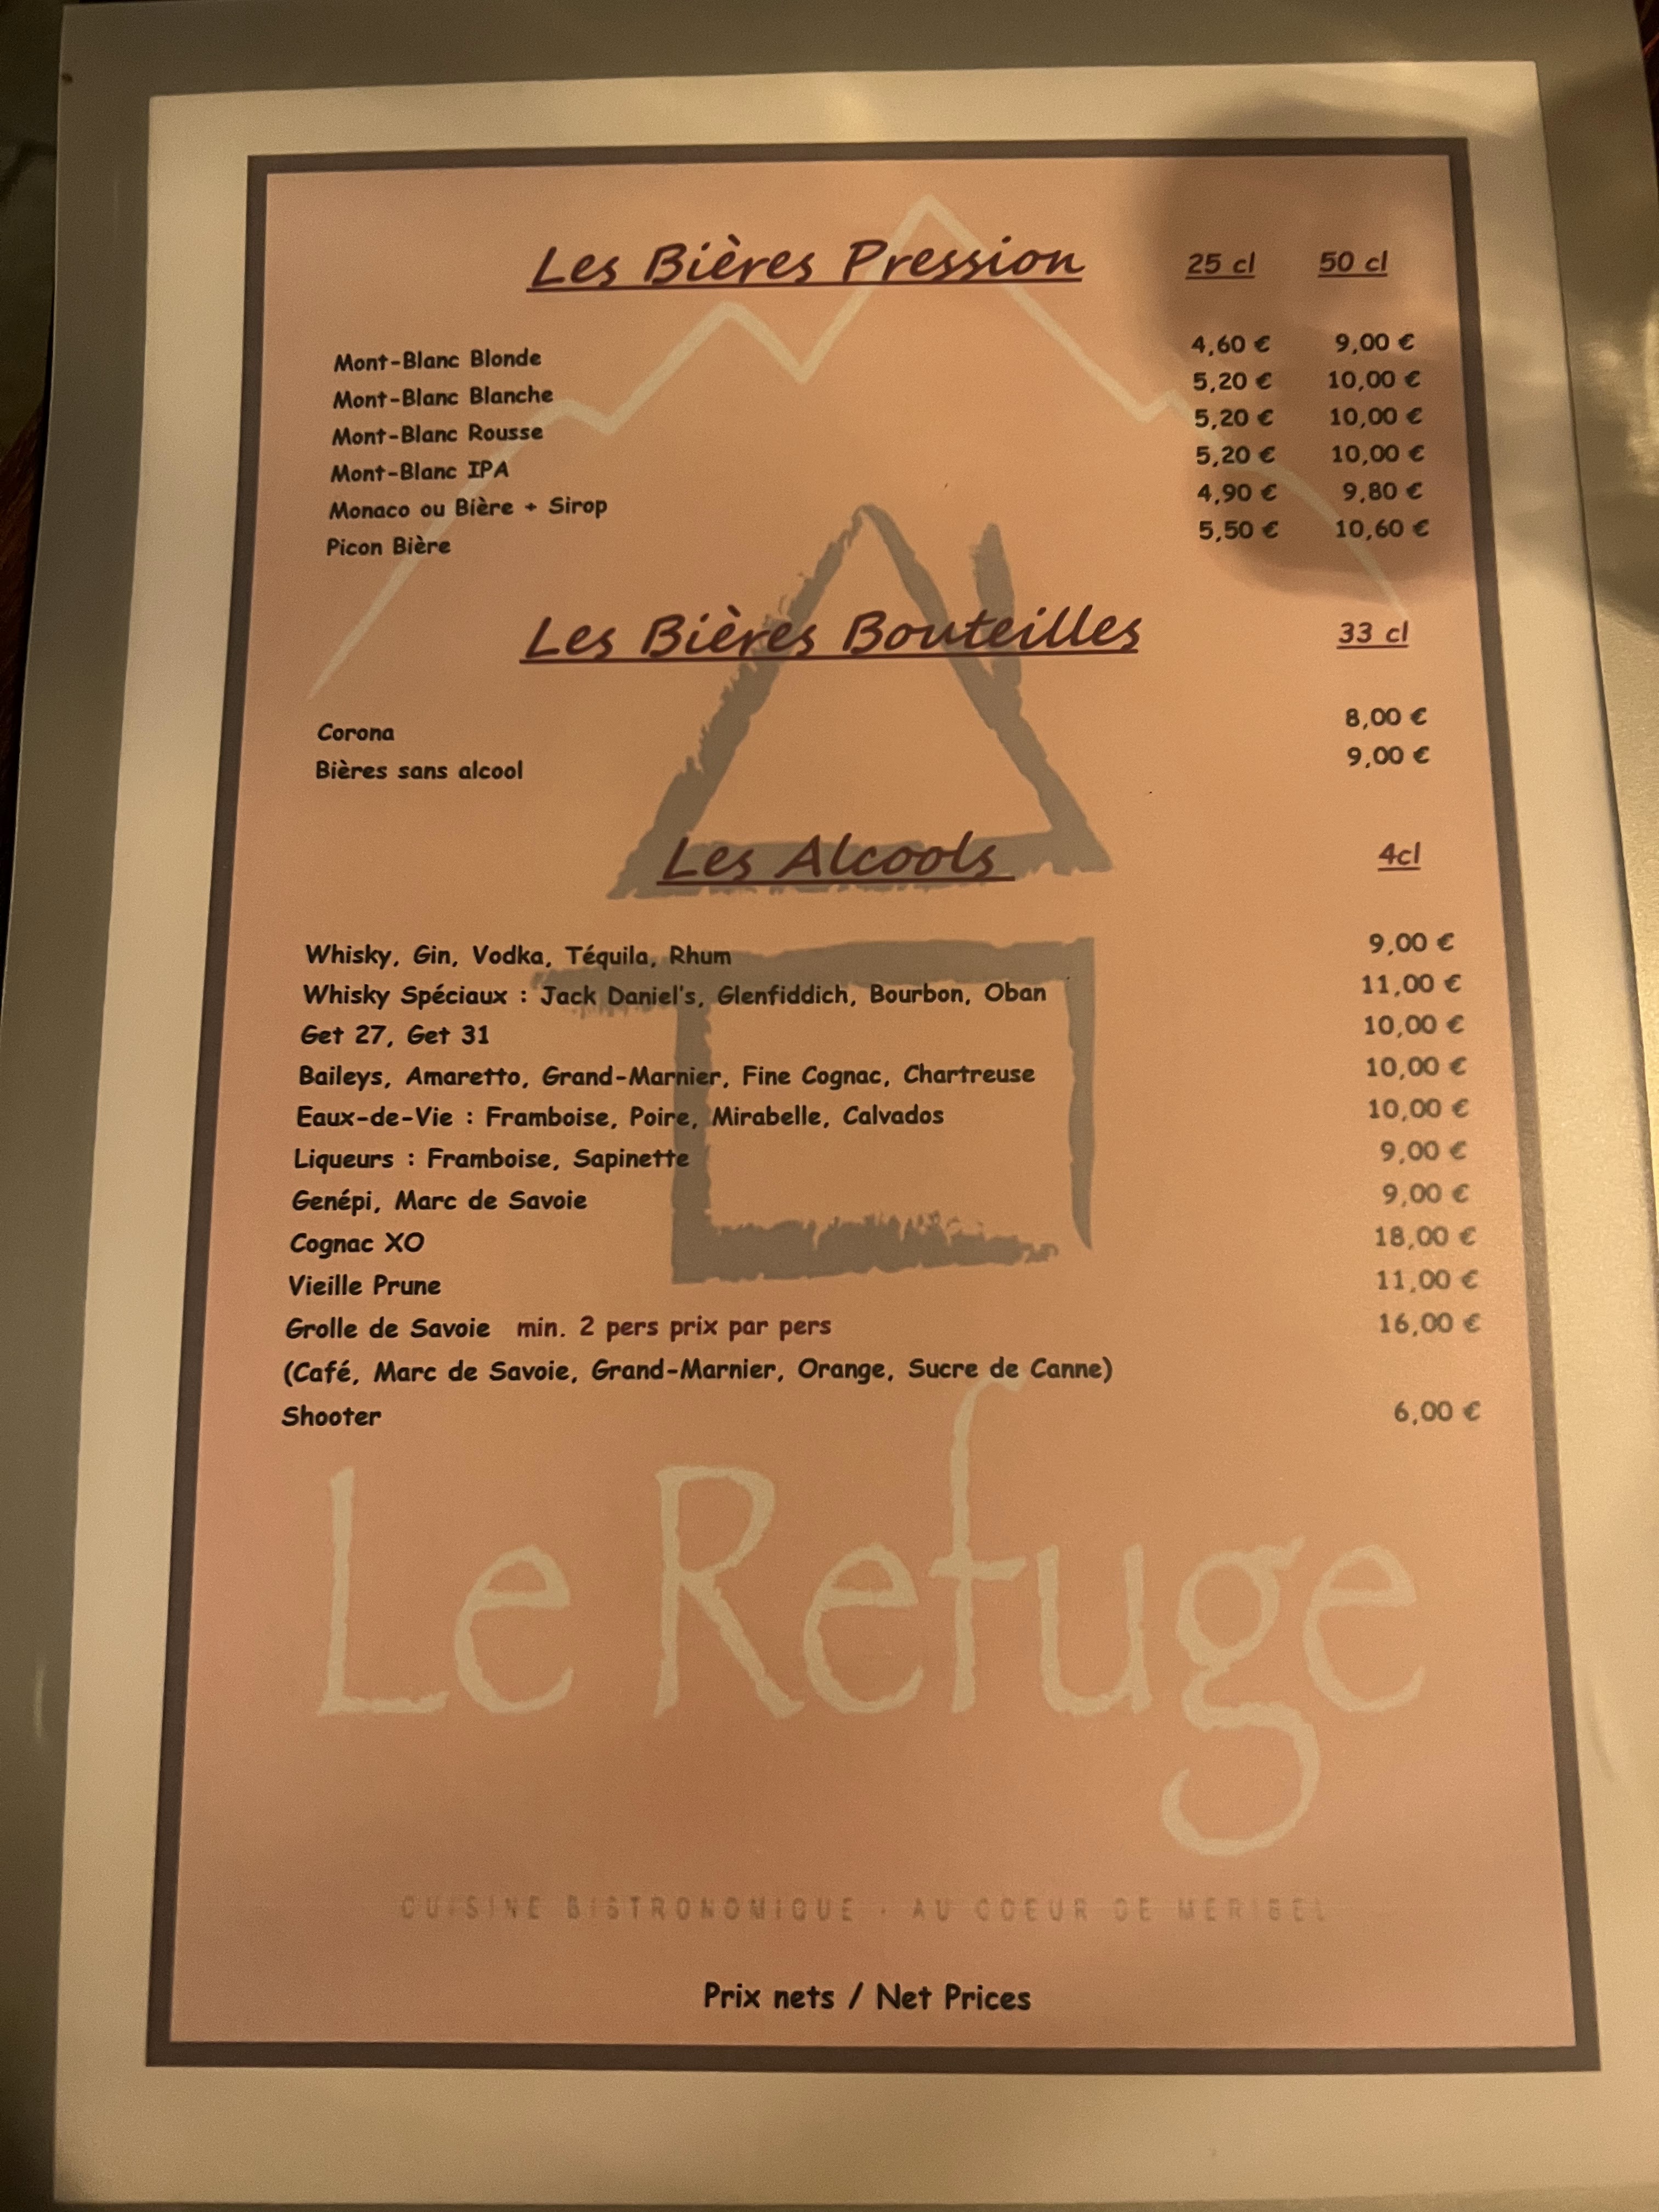 Les Bières Pression 25 cl 50 cl
Mont-Blanc Blonde 4,60 € 9,00 €
Mont-Blanc Blanche 5,20 € 10,00 €
Mont-Blanc Rousse 5,20 € 10,00 €
Mont-Blanc IPA 5,20 € 10,00 €
Monaco ou Bière + Sirop 4,90 € 9,80 €
Picon Bière 5,50 € 10,60 €
Les Bières Bouteilles 33 cl
Corona 8,00 €
Bières sans alcool 9,00 €
Les Alcools 4cl
Whisky, Gin, Vodka, Téquila, Rhum 9,00 €
Whisky Spéciaux : Jack Daniel's, Glenfiddich, Bourbon, Oban 11,00 €
Get 27, Get 31 10,00 €
Baileys, Amaretto, Grand-Marnier, Fine Cognac, Chartreuse 10,00 €
Eaux-de-Vie : Framboise, Poire, Mirabelle, Calvados 10,00 €
Liqueurs : Framboise, Sapinette 9,00 €
Genépi, Marc de Savoie 9,00 €
Cognac XO 18,00 €
Vieille Prune 11,00 €
Grolle de Savoie min. 2 pers prix par pers 16,00 €
(Café, Marc de Savoie, Grand-Marnier, Orange, Sucre de Canne)
Shooter 6,00 €
Le Refuge
CUISINE BISTRONOMIQUE · AU COEUR DE MERIBEL
Prix nets / Net Prices